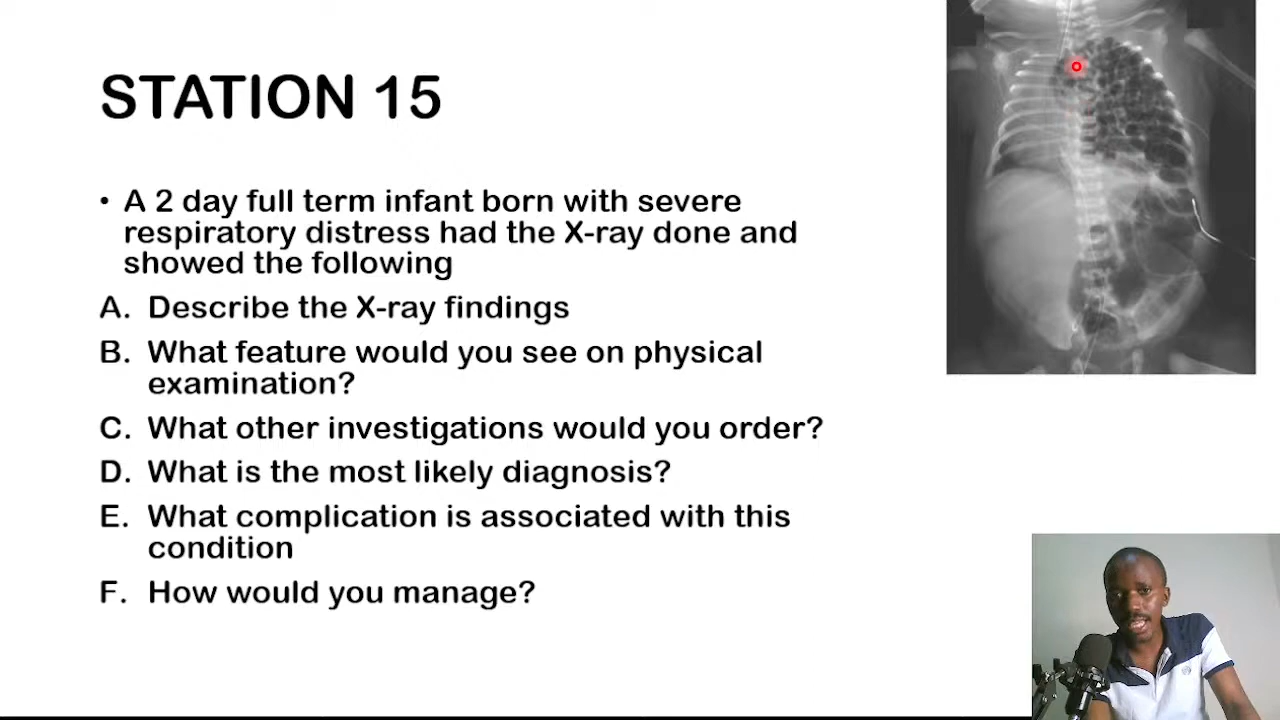 STATION 15
• A 2 day full term infant born with severe
respiratory distress had the X-ray done and
showed the following
A. Describe the X-ray findings
B. What feature would you see on physical
examination?
C. What other investigations would you order?
D. What is the most likely diagnosis?
E. What complication is associated with this
condition
F. How would you manage?